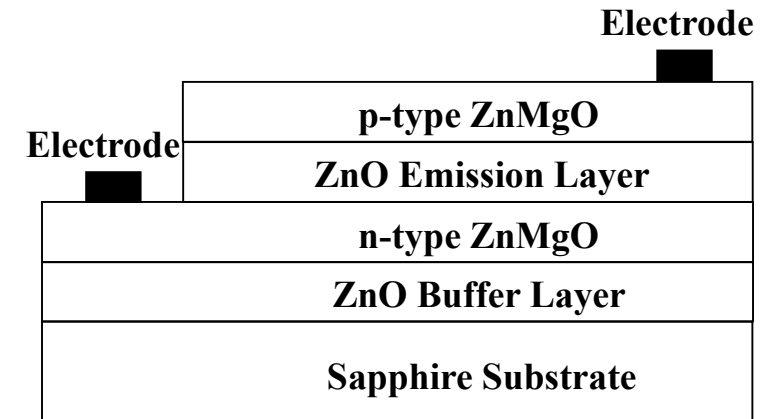 Electrode
p-type ZnMgO
Electrode
ZnO Emission Layer
n-type ZnMgO
ZnO Buffer Layer
Sapphire Substrate